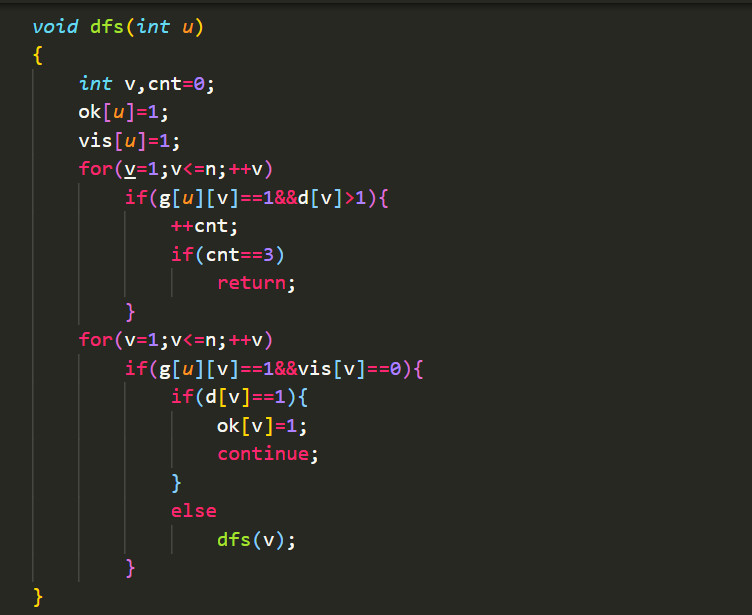 void dfs(int u)
{
    int v,cnt=0;
    ok[u]=1;
    vis[u]=1;
    for(v=1;v<=n;++v)
        if(g[u][v]==1&&d[v]>1){
            ++cnt;
            if(cnt==3)
                return;
        }
    for(v=1;v<=n;++v)
        if(g[u][v]==1&&vis[v]==0){
            if(d[v]==1){
                ok[v]=1;
                continue;
            }
            else
                dfs(v);
        }
}